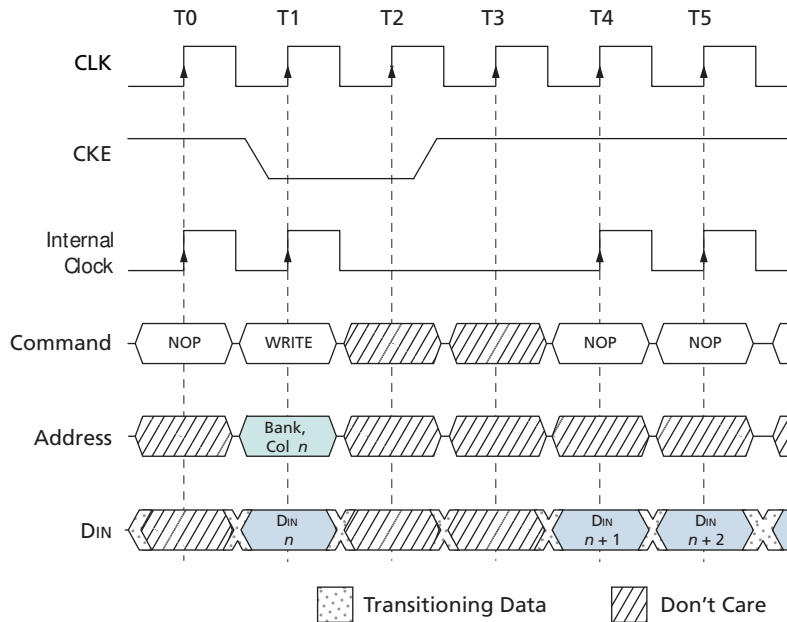 T0 T1 T2 T3 T4 T5
CLK
CKE
Internal
Clock
Command NOP WRITE NOP NOP
Address Bank,
Col n
DIN DIN
n DIN
n + 1 DIN
n + 2
Transitioning Data Don't Care